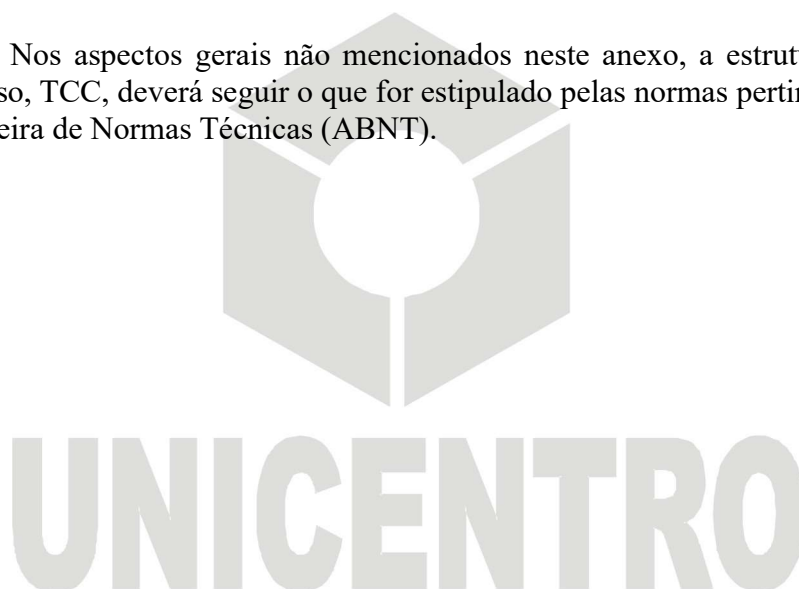 Nos aspectos gerais não mencionados neste anexo, a estrut
so, TCC, deverá seguir o que for estipulado pelas normas perti
eira de Normas Técnicas (ABNT).
UNICENTRO